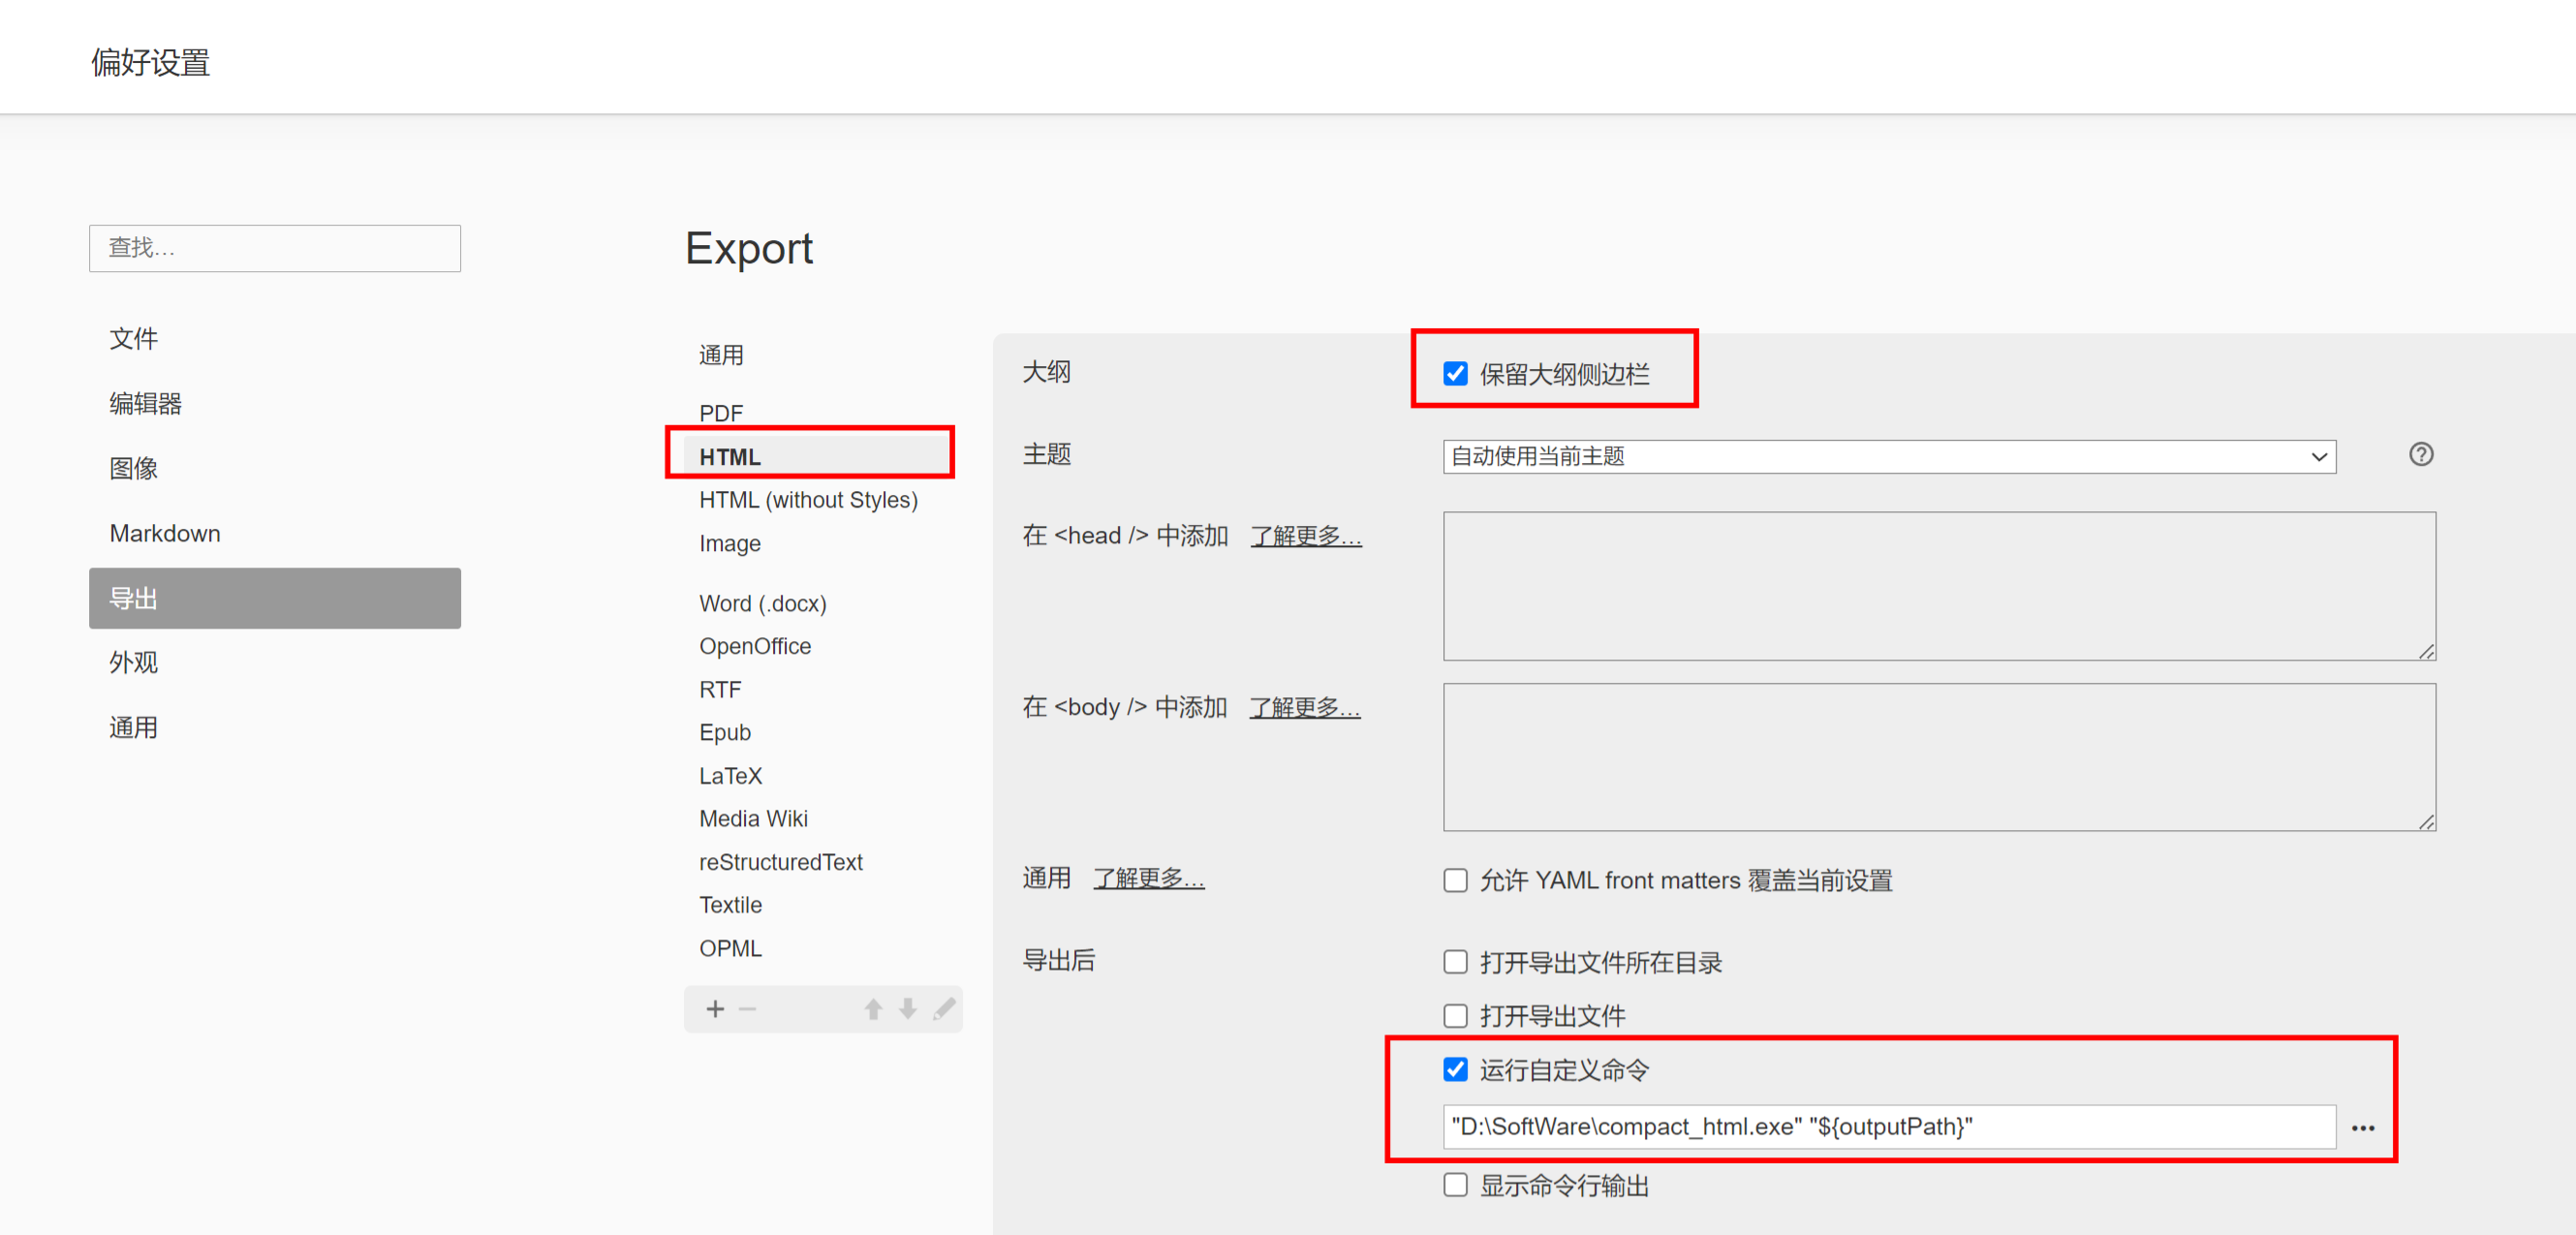 偏好设置
查找...
文件
编辑器
图像
Markdown
导出
外观
通用
Export
通用
PDF
HTML
HTML (without Styles)
Image
Word (.docx)
OpenOffice
RTF
Epub
LaTeX
Media Wiki
reStructuredText
Textile
OPML
大纲
保留大纲侧边栏
主题
自动使用当前主题
在 <head /> 中添加 了解更多...
在 <body /> 中添加 了解更多...
通用 了解更多...
允许 YAML front matters 覆盖当前设置
导出后
打开导出文件所在目录
打开导出文件
运行自定义命令
"D:\SoftWare\compact_html.exe" "${outputPath}"
显示命令行输出